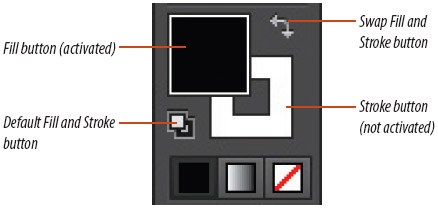 Fill button (activated)
Swap Fill and
Stroke button
Default Fill and Stroke
button
Stroke button
(not activated)